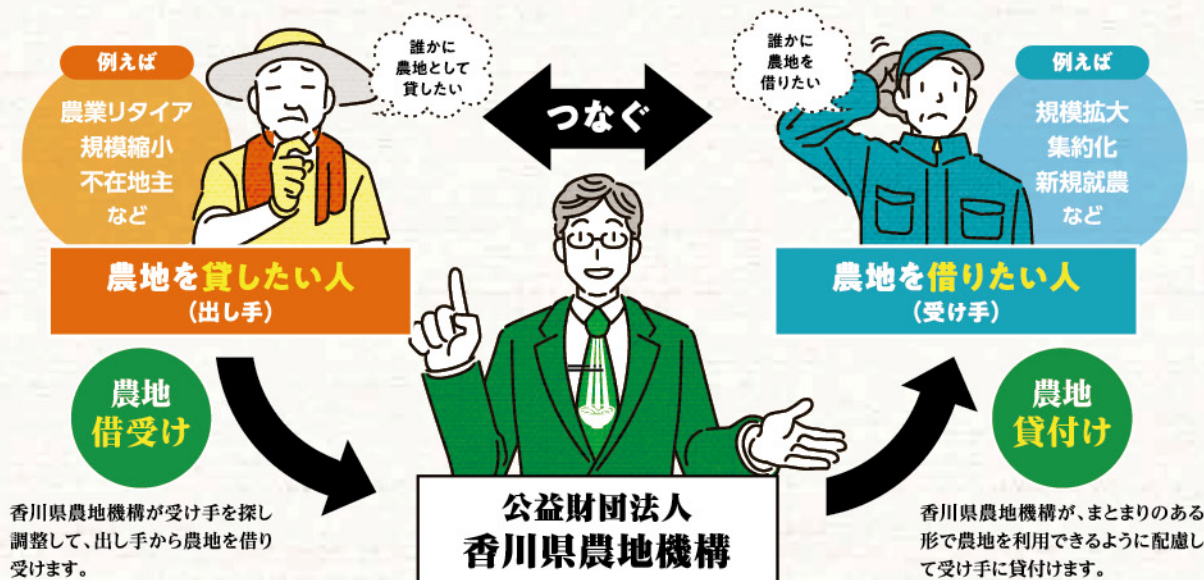 例えば
農業リタイア
規模縮小
不在地主
など
誰かに
農地として
貸したい
つなぐ
誰かに
農地を
借りたい
例えば
規模拡大
集約化
新規就農
など
農地を貸したい人
(出し手)
農地を借りたい人
(受け手)
農地
借受け
香川県農地機構が受け手を探し
調整して、出し手から農地を借り
受けます。
公益財団法人
香川県農地機構
農地
貸付け
香川県農地機構が、まとまりのある
形で農地を利用できるように配慮し
て受け手に貸付けます。